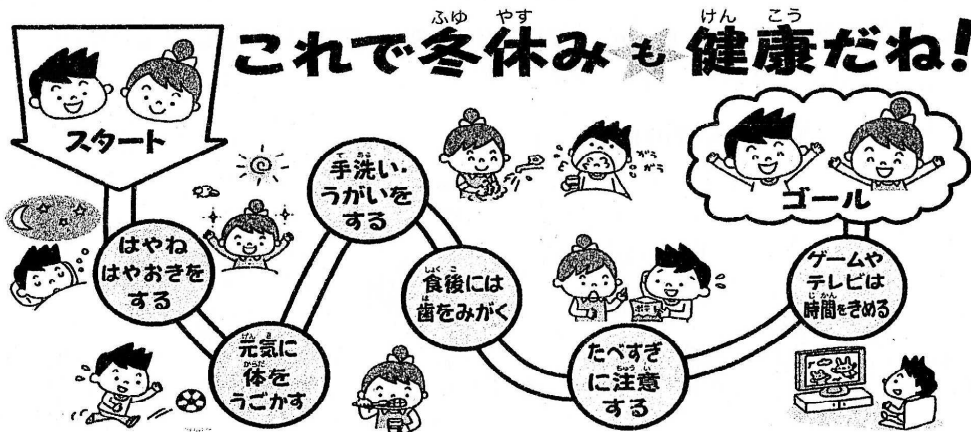 これで冬休みも健康だね!
スタート
はやね
はやおきを
する
元気に
体を
うごかす
手洗い・
うがいを
する
食後には
歯をみがく
たべすぎ
に注意
する
ゲームや
テレビは
時間をきめる
ゴール